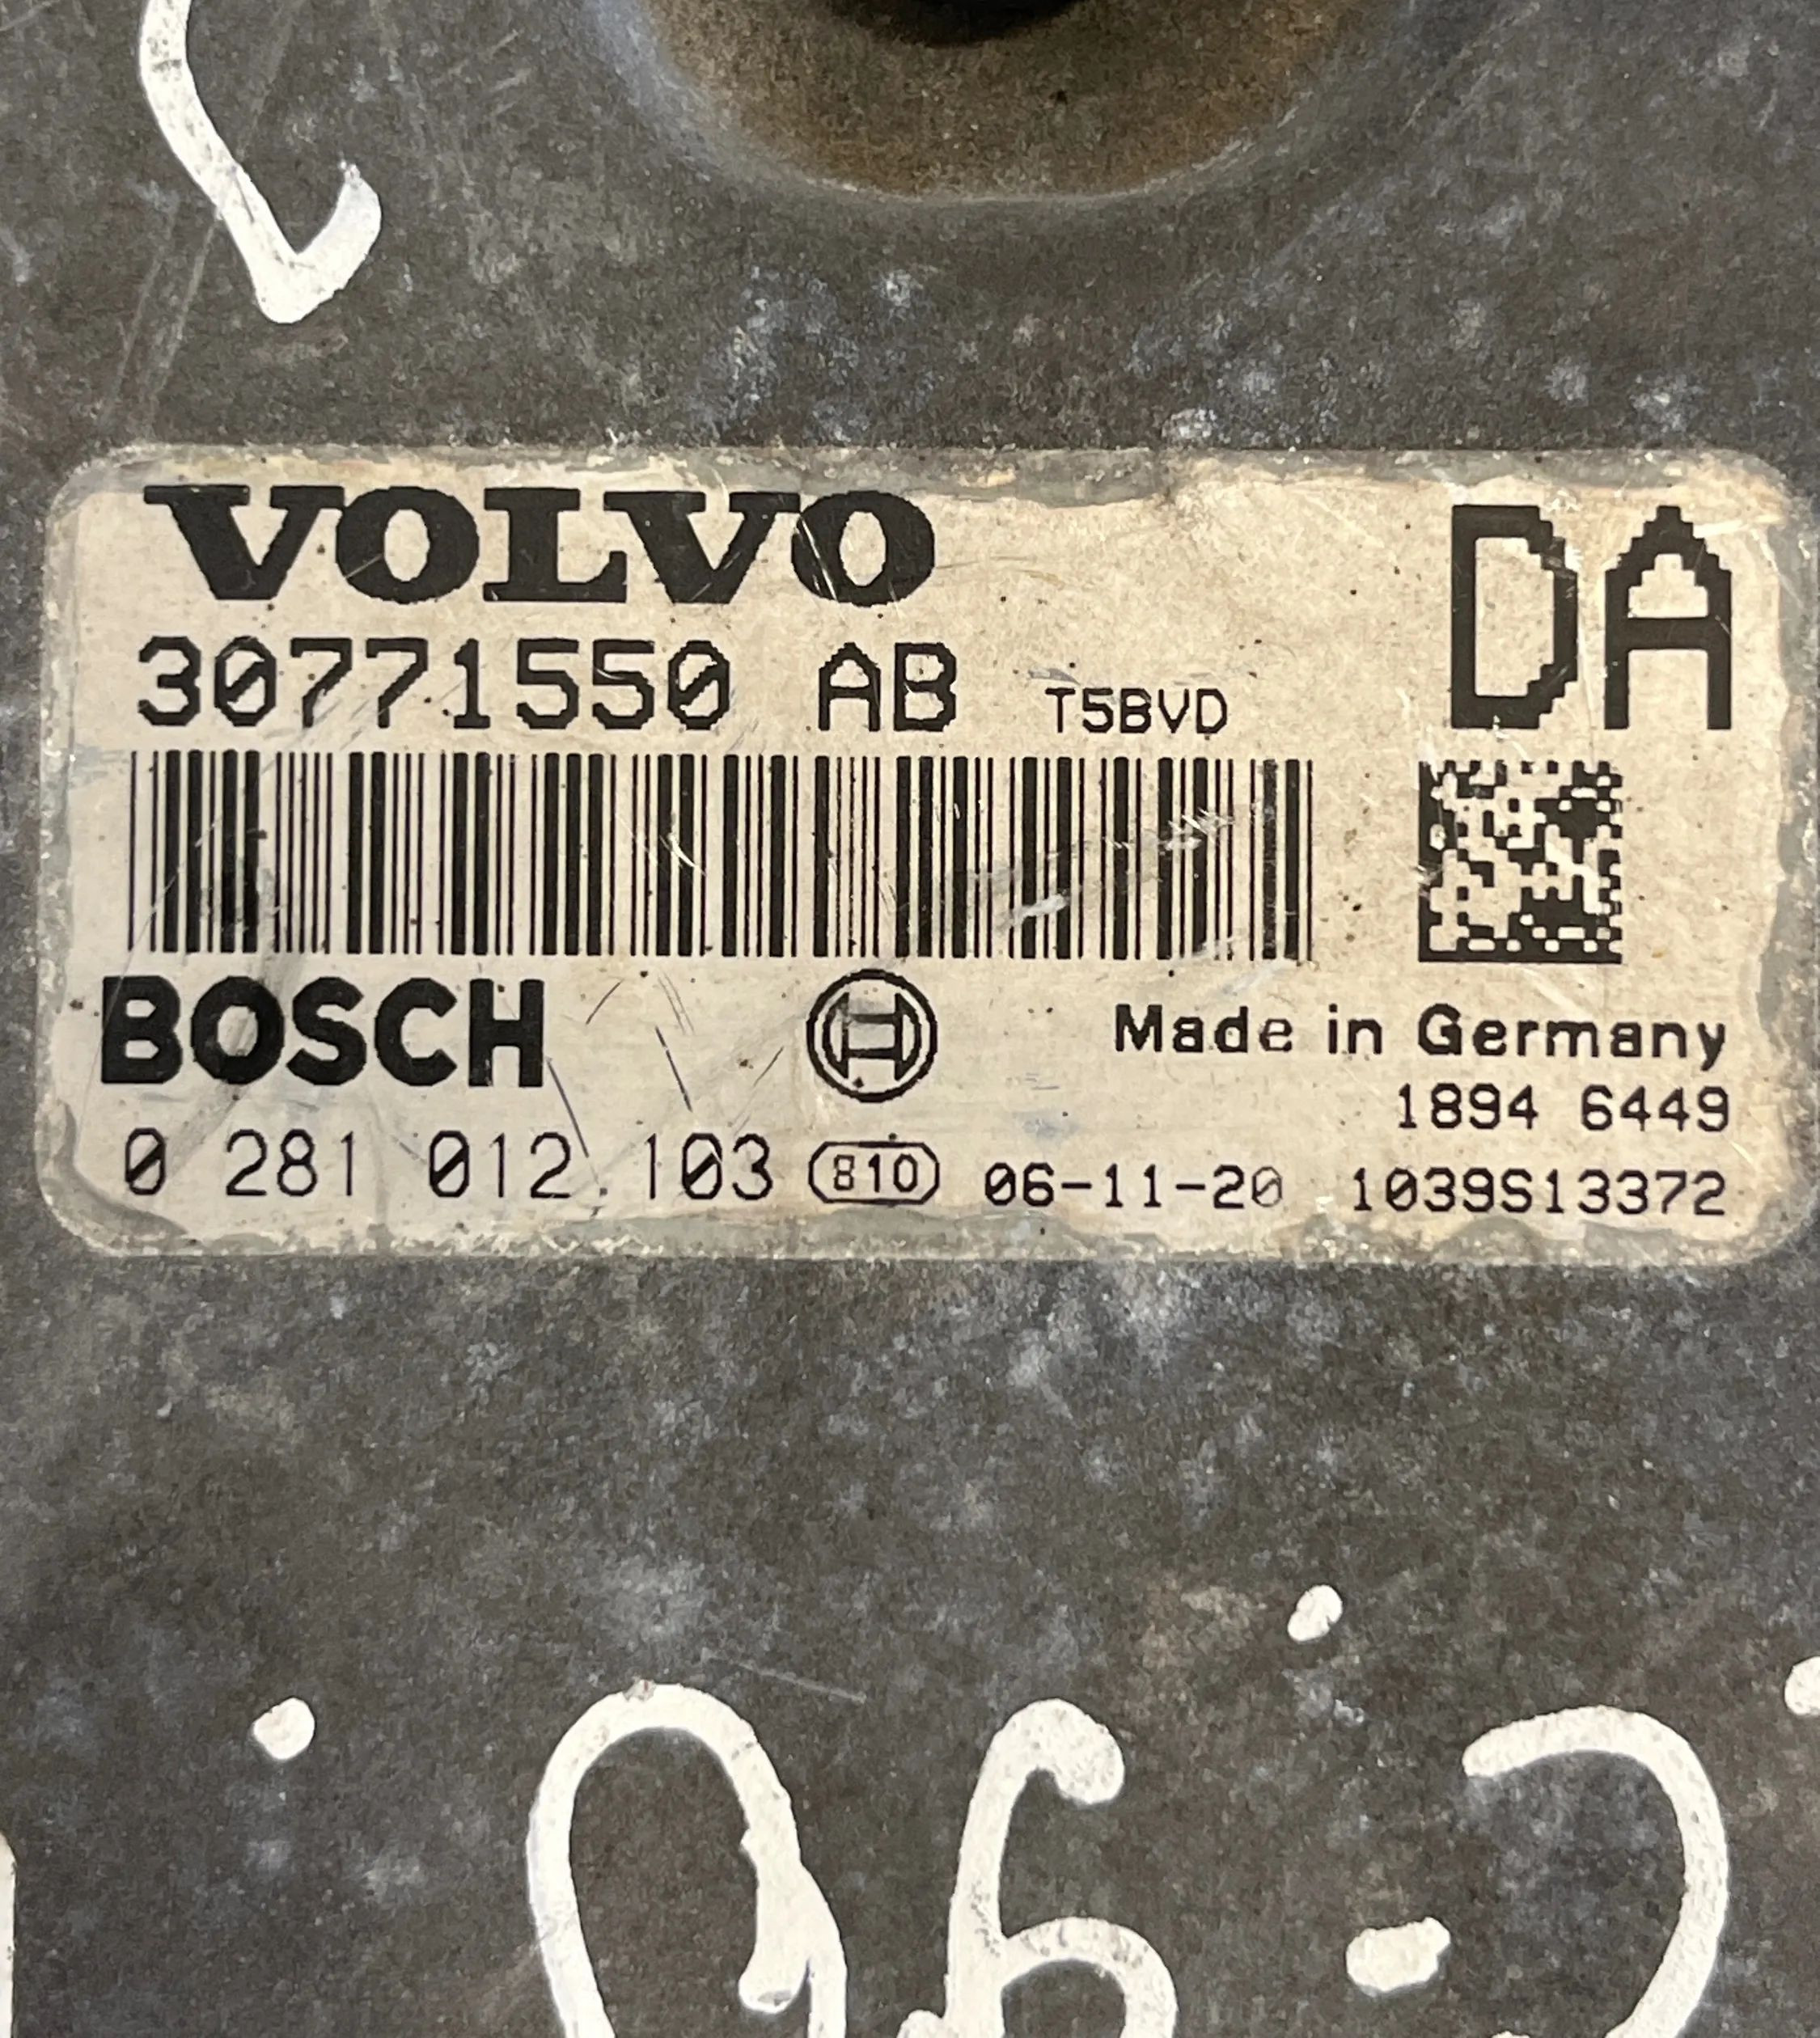 VOLVO
DA
30771550 AB T5BVD
BOSCH
Made in Germany
1894 6449
0 281 012 103 810 06-11-20 1039S13372